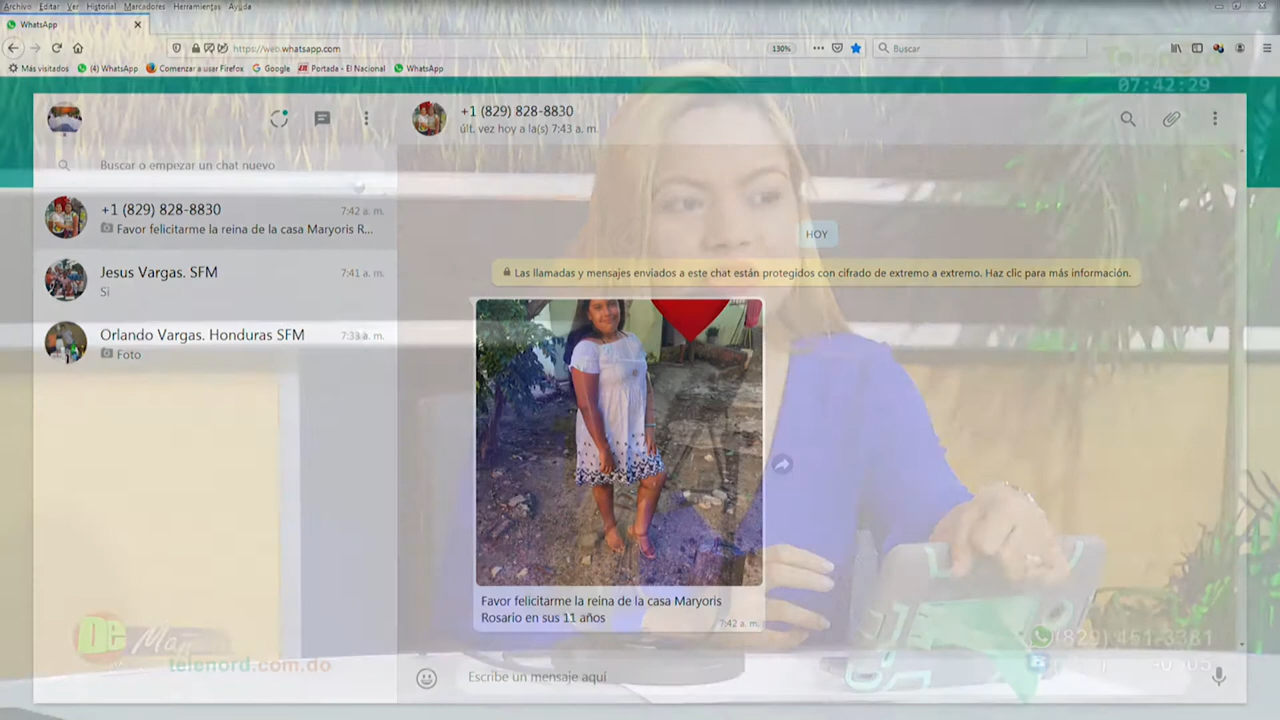 Archivo Editar Ver Historial Marcadores Herramientas Ayuda
WhatsApp
https://web.whatsapp.com
130%
Buscar
Más visitados
(4) WhatsApp
Comenzar a usar Firefox
Google
Portada - El Nacional
WhatsApp
Telenord
07:42:29
+1 (829) 828-8830
últ. vez hoy a la(s) 7:43 a. m.
Buscar o empezar un chat nuevo
+1 (829) 828-8830
7:42 a. m.
Favor felicitarme la reina de la casa Maryoris R...
Jesus Vargas. SFM
7:41 a. m.
Si
Orlando Vargas. Honduras SFM
7:33 a. m.
Foto
HOY
Las llamadas y mensajes enviados a este chat están protegidos con cifrado de extremo a extremo. Haz clic para más información.
Favor felicitarme la reina de la casa Maryoris
Rosario en sus 11 años
7:42 a. m.
De
telenord.com.do
(829) 451-3381
Escribe un mensaje aquí